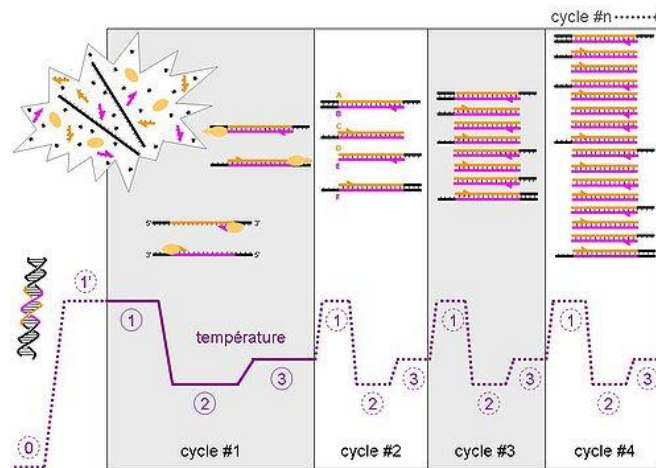 cycle #n
A
B
C
D
E
F
5' 3'
3' 5'
1'
1
température
3
2
0
1
3
2
1
3
2
1
3
2
cycle #1
cycle #2
cycle #3
cycle #4